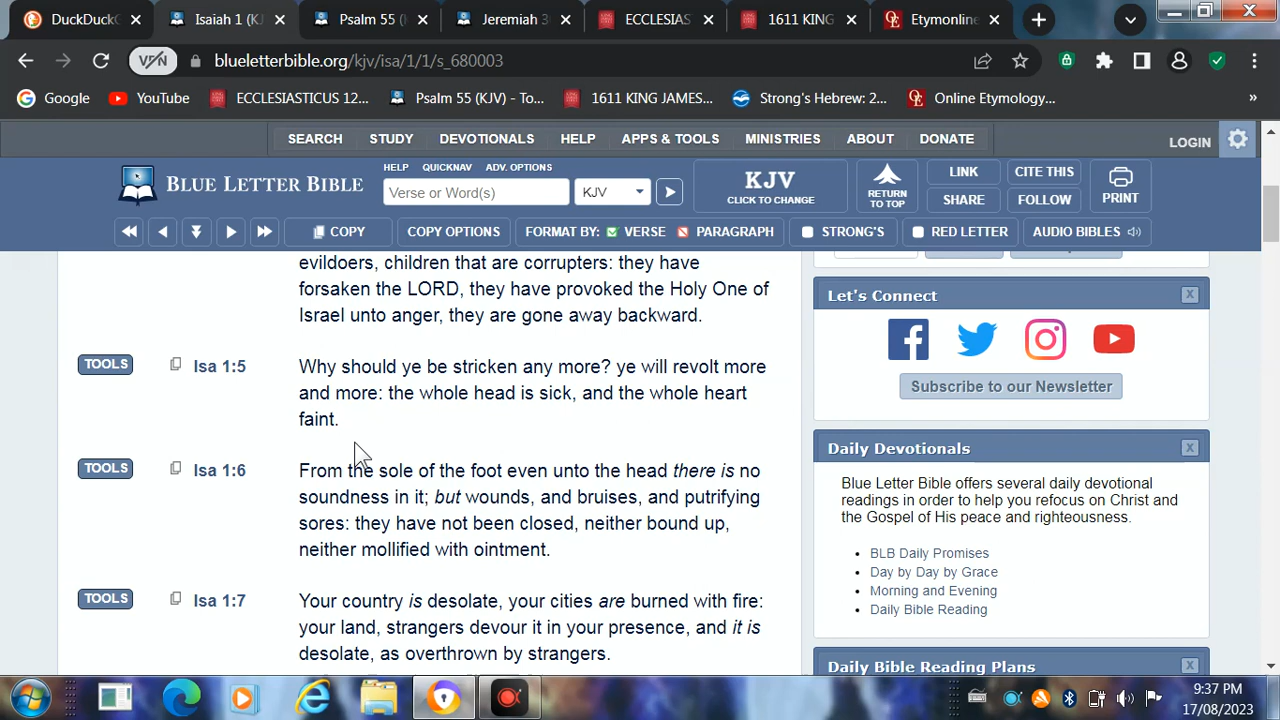 DuckDuckG
Isaiah 1 (K
Psalm 55 (
Jeremiah 3
ECCLESIAS
1611 KING
Etymonline
VPN
blueletterbible.org/kjv/isa/1/1/s_680003
Google
YouTube
ECCLESIASTICUS 12...
Psalm 55 (KJV) - To...
1611 KING JAMES...
Strong's Hebrew: 2...
Online Etymology...
»
SEARCH STUDY DEVOTIONALS HELP APPS & TOOLS MINISTRIES ABOUT DONATE
LOGIN
BLUE LETTER BIBLE
HELP QUICKNAV ADV. OPTIONS
Verse or Word(s)
KJV
KJV
CLICK TO CHANGE
RETURN
TO TOP
LINK
CITE THIS
SHARE
FOLLOW
PRINT
COPY
COPY OPTIONS
FORMAT BY: VERSE PARAGRAPH
STRONG'S
RED LETTER
AUDIO BIBLES
evildoers, children that are corrupters: they have
forsaken the LORD, they have provoked the Holy One of
Israel unto anger, they are gone away backward.
TOOLS
Isa 1:5
Why should ye be stricken any more? ye will revolt more
and more: the whole head is sick, and the whole heart
faint.
TOOLS
Isa 1:6
From the sole of the foot even unto the head there is no
soundness in it; but wounds, and bruises, and putrifying
sores: they have not been closed, neither bound up,
neither mollified with ointment.
TOOLS
Isa 1:7
Your country is desolate, your cities are burned with fire:
your land, strangers devour it in your presence, and it is
desolate, as overthrown by strangers.
Let's Connect
X
Subscribe to our Newsletter
Daily Devotionals
X
Blue Letter Bible offers several daily devotional
readings in order to help you refocus on Christ and
the Gospel of His peace and righteousness.
• BLB Daily Promises
• Day by Day by Grace
• Morning and Evening
• Daily Bible Reading
Daily Bible Reading Plans
X
9:37 PM
17/08/2023